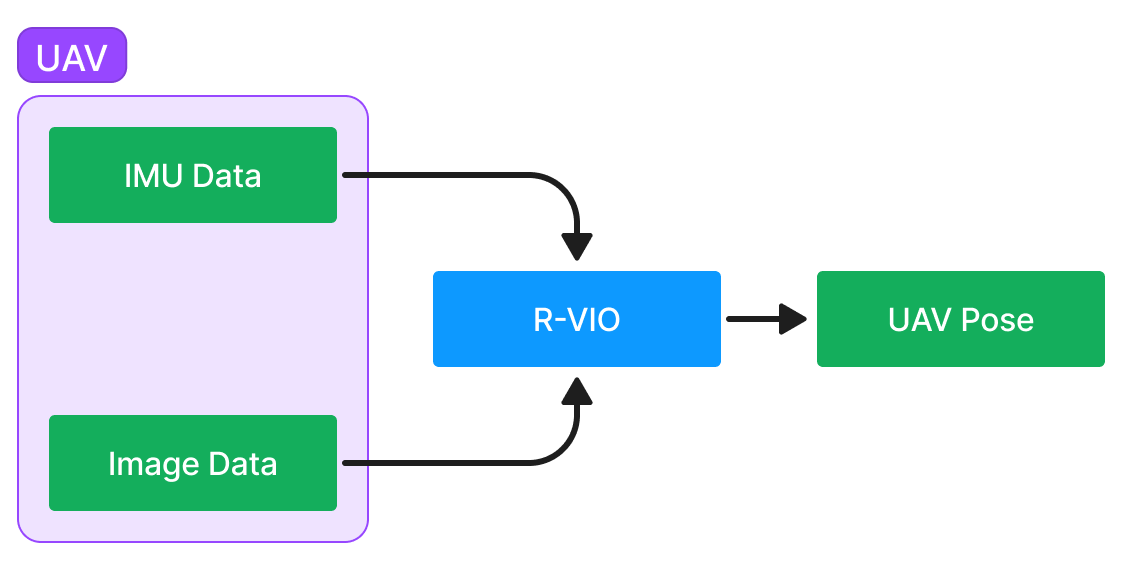 UAV
IMU Data
R-VIO
UAV Pose
Image Data